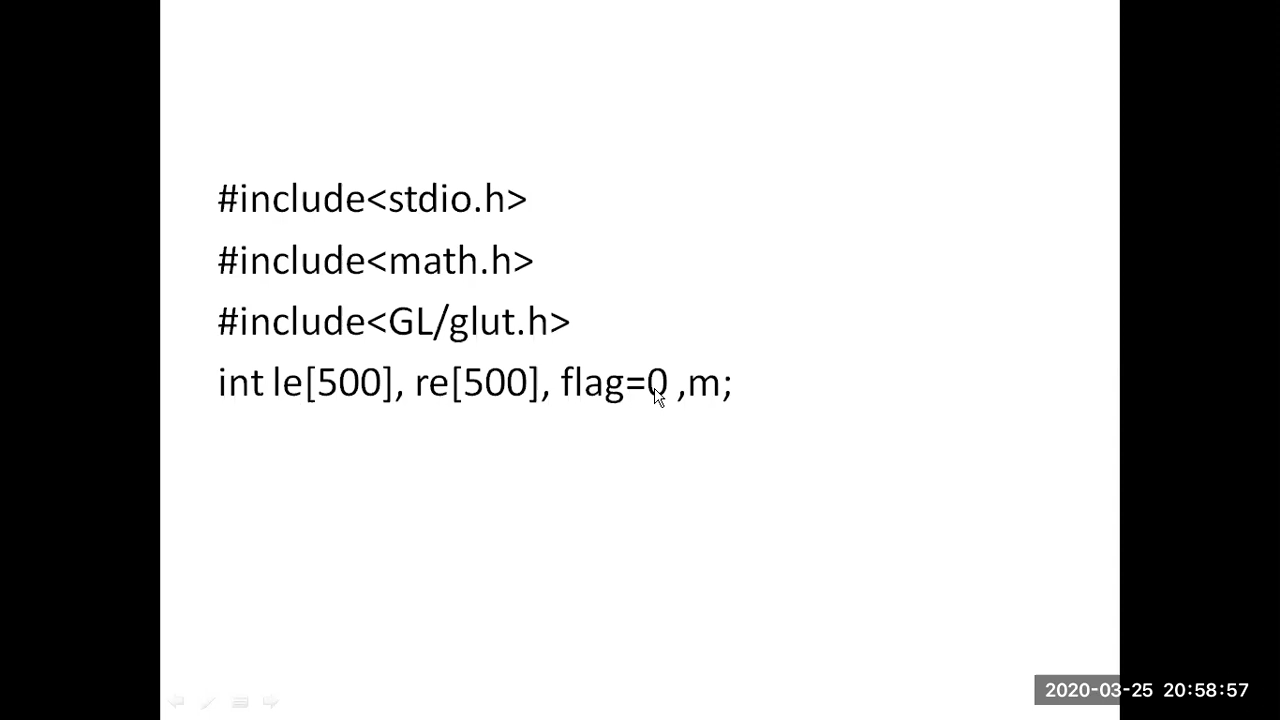 #include<stdio.h>
#include<math.h>
#include<GL/glut.h>
int le[500], re[500], flag=0 ,m;
2020-03-25 20:58:57